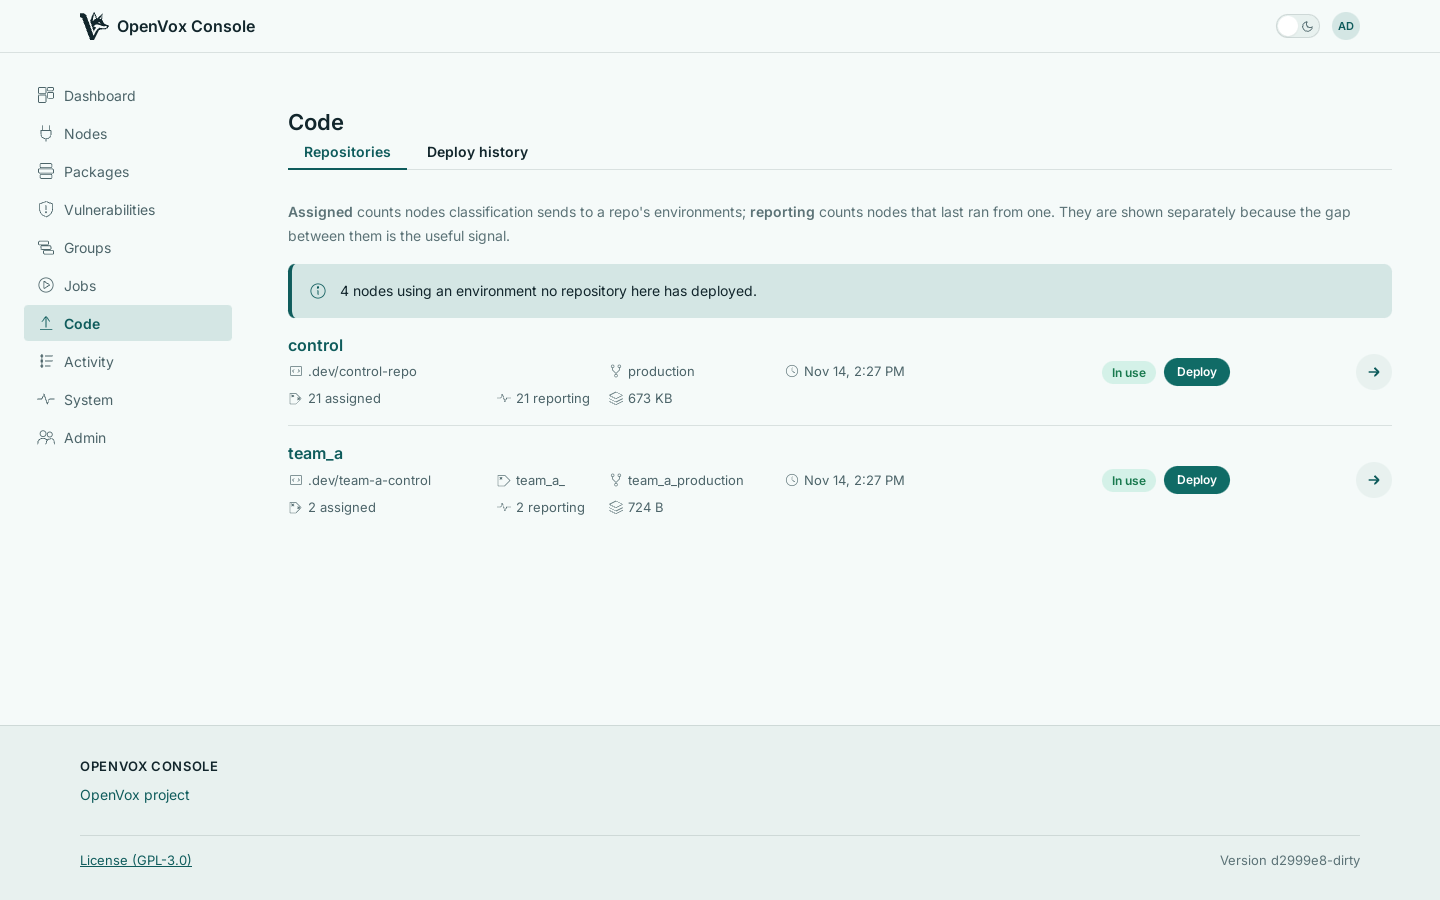 OpenVox Console
AD
Dashboard
Nodes
Packages
Vulnerabilities
Groups
Jobs
Code
Activity
System
Admin
Code
Repositories
Deploy history
Assigned counts nodes classification sends to a repo's environments; reporting counts nodes that last ran from one. They are shown separately because the gap
between them is the useful signal.
4 nodes using an environment no repository here has deployed.
control
.dev/control-repo
production
Nov 14, 2:27 PM
In use
Deploy
21 assigned
21 reporting
673 KB
team_a
.dev/team-a-control
team_a_
team_a_production
Nov 14, 2:27 PM
In use
Deploy
2 assigned
2 reporting
724 B
OPENVOX CONSOLE
OpenVox project
License (GPL-3.0)
Version d2999e8-dirty